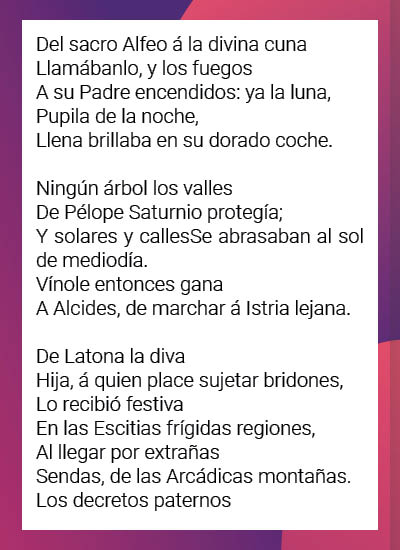 Del sacro Alfeo á la divina cuna
Llamábanlo, y los fuegos
A su Padre encendidos: ya la luna,
Pupila de la noche,
Llena brillaba en su dorado coche.

Ningún árbol los valles
De Pélope Saturnio protegía;
Y solares y callesSe abrasaban al sol
de mediodía.
Vínole entonces gana
A Alcides, de marchar á Istria lejana.

De Latona la diva
Hija, á quien place sujetar bridones,
Lo recibió festiva
En las Escitias frígidas regiones,
Al llegar por extrañas
Sendas, de las Arcádicas montañas.
Los decretos paternos